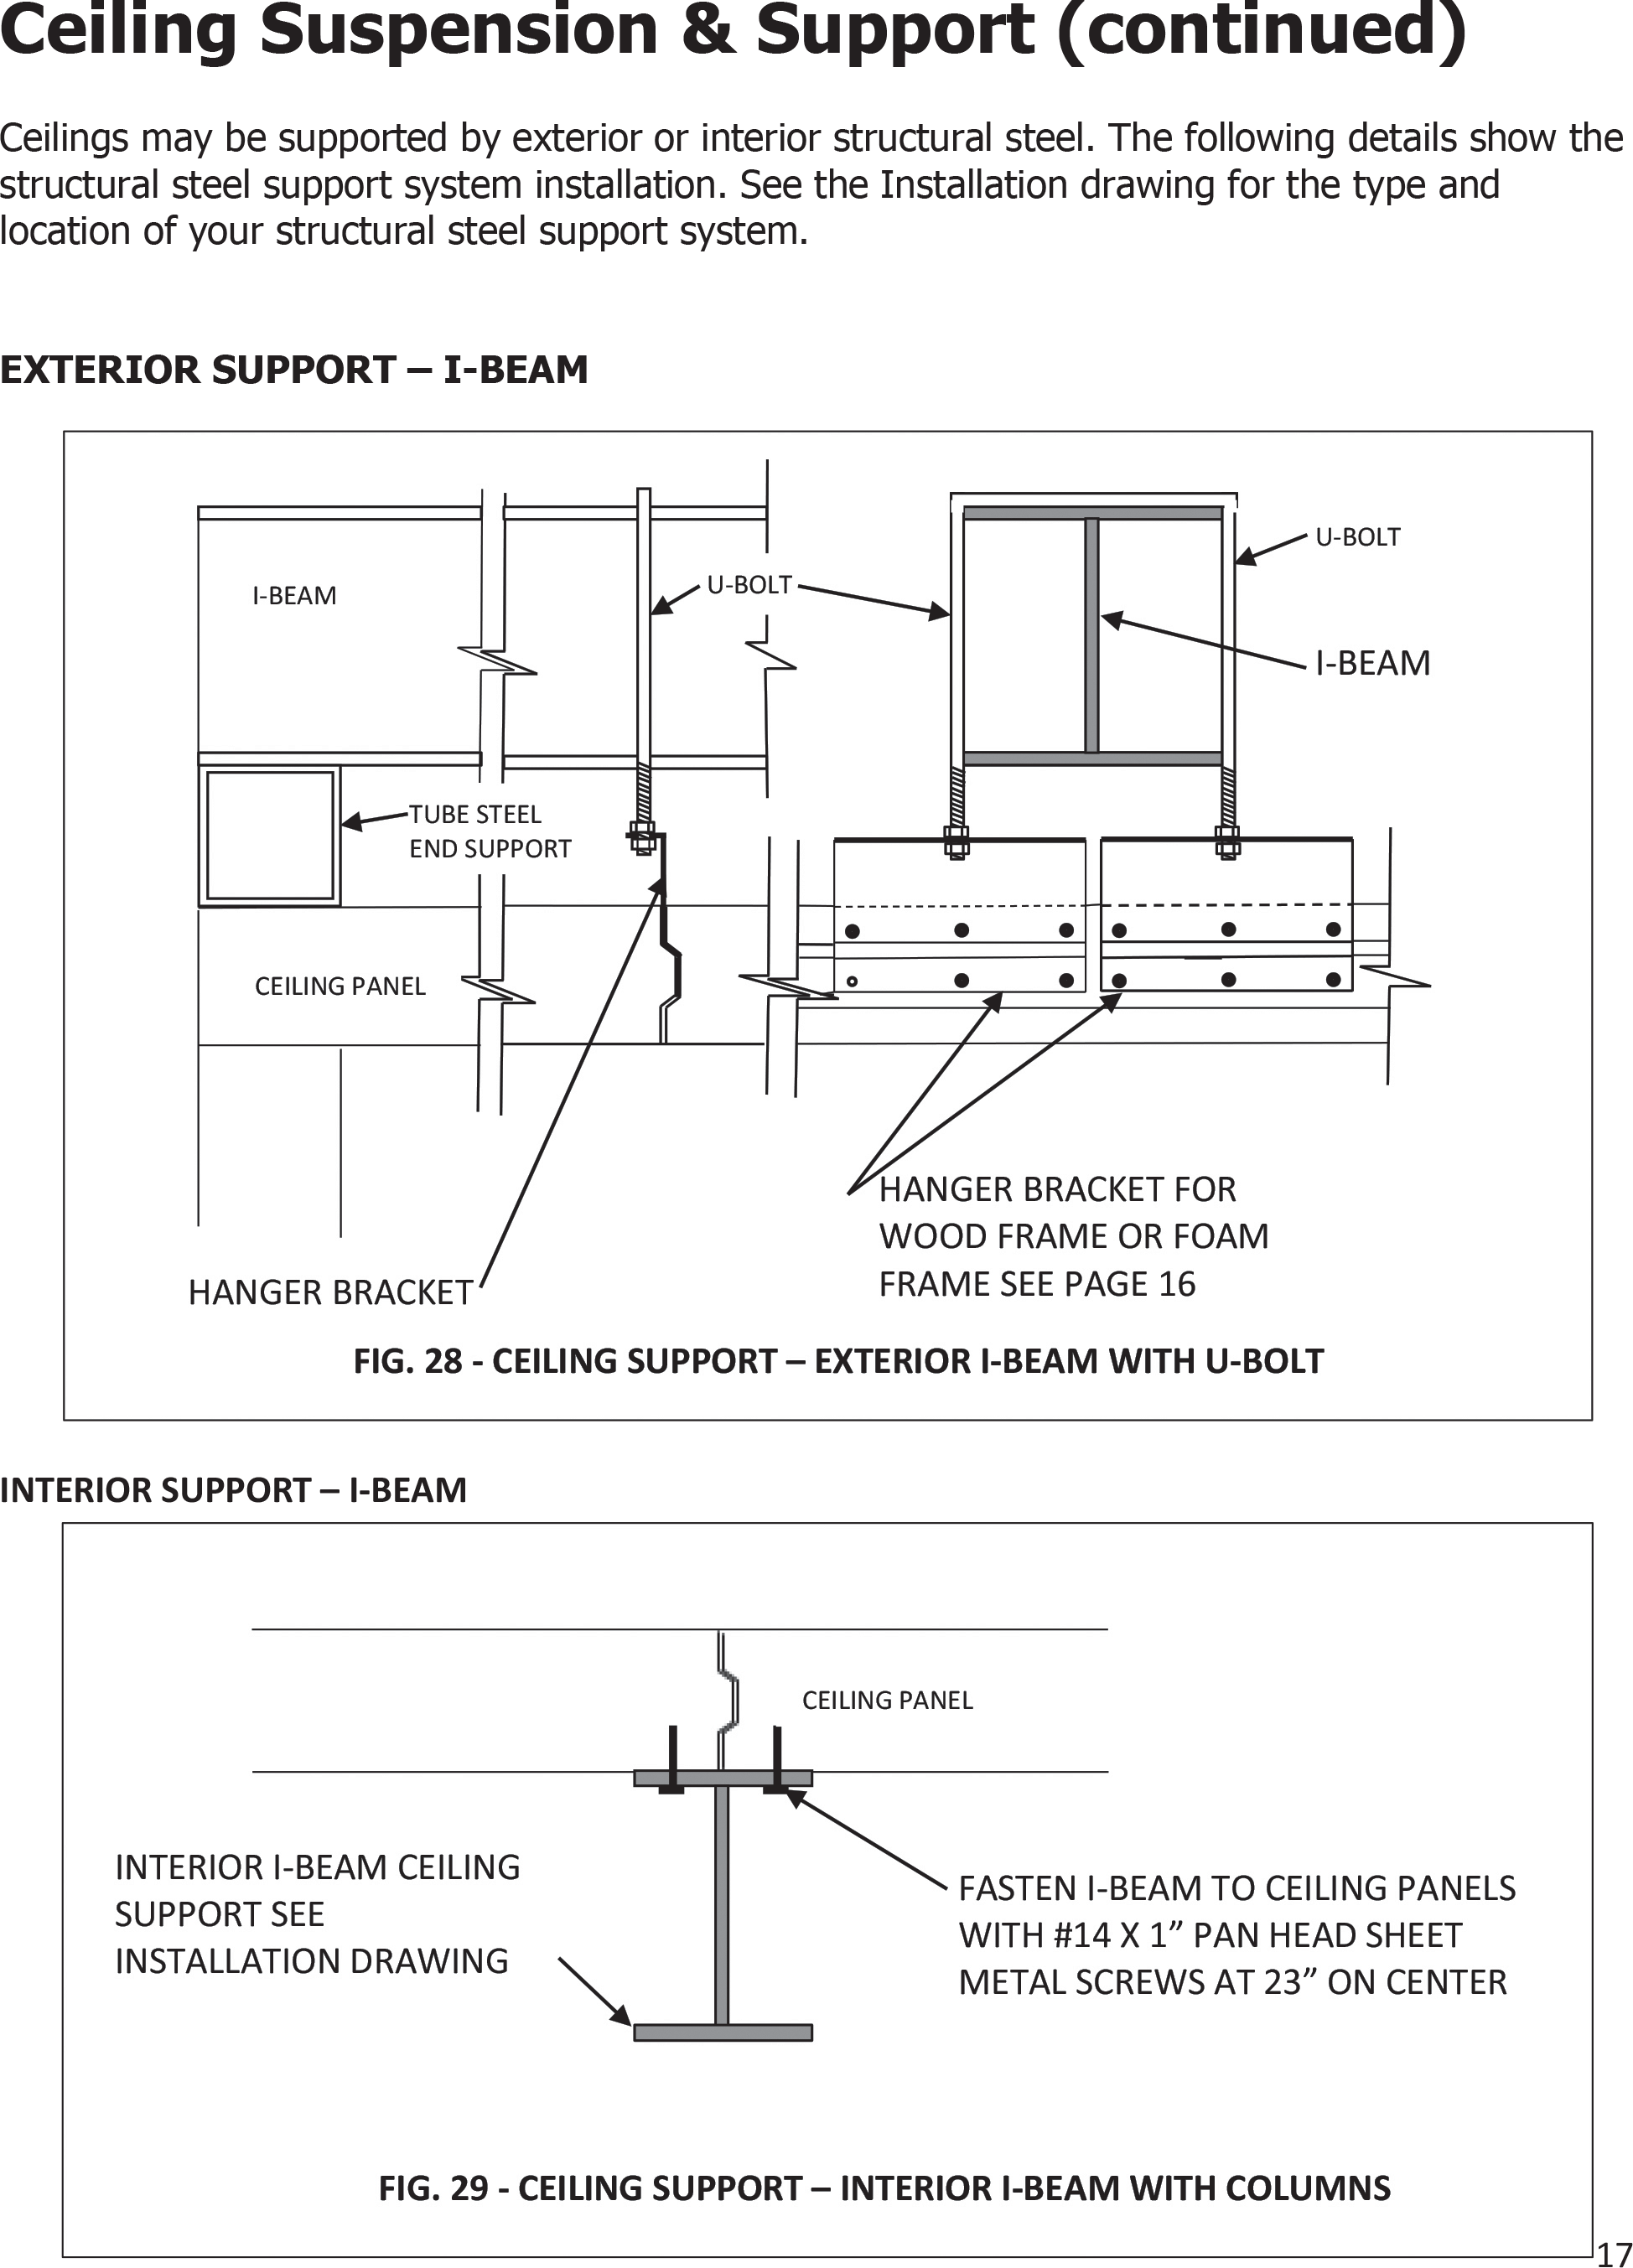 Ceiling Suspension & Support (continued)
Ceilings may be supported by exterior or interior structural steel. The following details show the
structural steel support system installation. See the Installation drawing for the type and
location of your structural steel support system.
EXTERIOR SUPPORT – I-BEAM
U-BOLT
U-BOLT
I-BEAM
I-BEAM
TUBE STEEL
END SUPPORT
CEILING PANEL
HANGER BRACKET FOR
WOOD FRAME OR FOAM
FRAME SEE PAGE 16
HANGER BRACKET
FIG. 28 - CEILING SUPPORT – EXTERIOR I-BEAM WITH U-BOLT
INTERIOR SUPPORT – I-BEAM
CEILING PANEL
INTERIOR I-BEAM CEILING
SUPPORT SEE
INSTALLATION DRAWING
FASTEN I-BEAM TO CEILING PANELS
WITH #14 X 1” PAN HEAD SHEET
METAL SCREWS AT 23” ON CENTER
FIG. 29 - CEILING SUPPORT – INTERIOR I-BEAM WITH COLUMNS
17